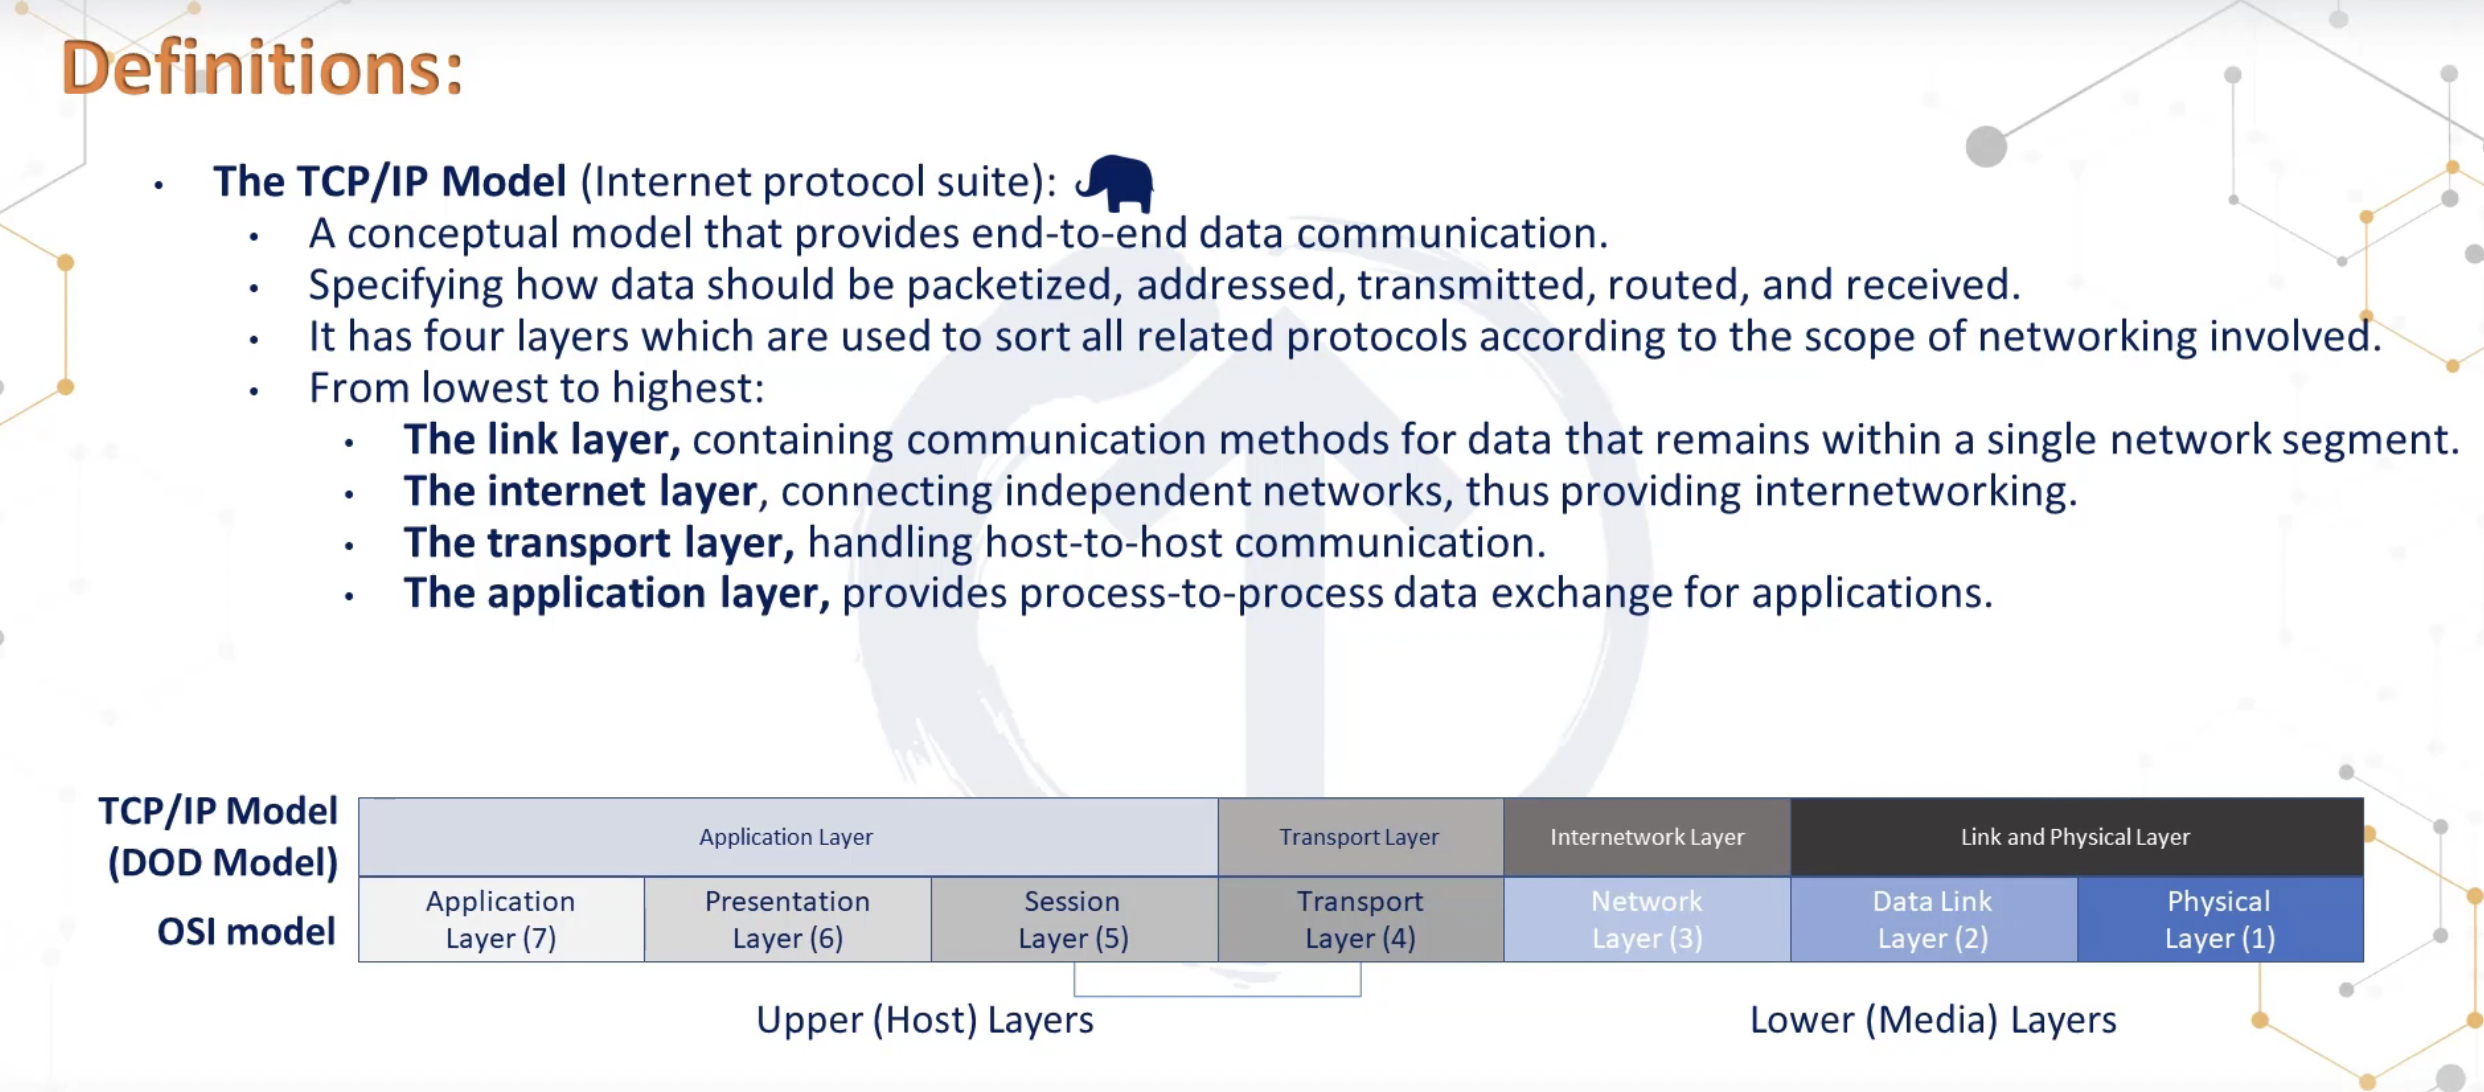 Definitions:
The TCP/IP Model (Internet protocol suite):
A conceptual model that provides end-to-end data communication.
Specifying how data should be packetized, addressed, transmitted, routed, and received.
It has four layers which are used to sort all related protocols according to the scope of networking involved.
From lowest to highest:
The link layer, containing communication methods for data that remains within a single network segment.
The internet layer, connecting independent networks, thus providing internetworking.
The transport layer, handling host-to-host communication.
The application layer, provides process-to-process data exchange for applications.
TCP/IP Model
(DOD Model)
Application Layer
Transport Layer
Internetwork Layer
Link and Physical Layer
OSI model
Application
Layer (7)
Presentation
Layer (6)
Session
Layer (5)
Transport
Layer (4)
Network
Layer (3)
Data Link
Layer (2)
Physical
Layer (1)
Upper (Host) Layers
Lower (Media) Layers